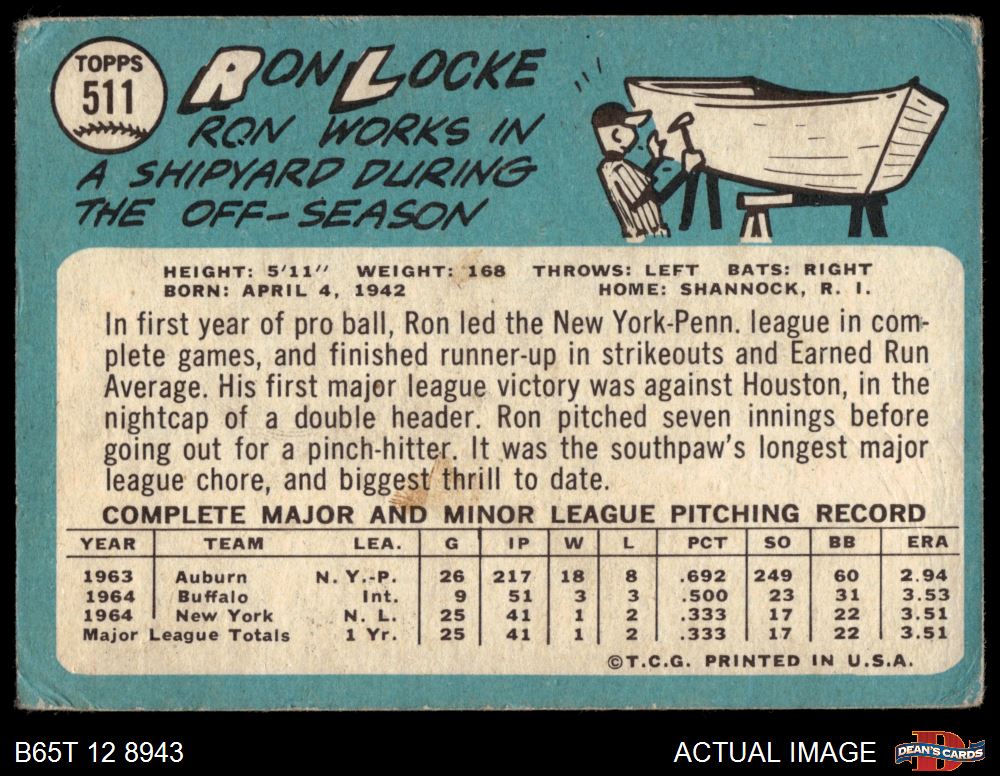 TOPPS
511
RON LOCKE
RON WORKS IN
A SHIPYARD DURING
THE OFF-SEASON
HEIGHT: 5'11" WEIGHT: 168 THROWS: LEFT BATS: RIGHT
BORN: APRIL 4, 1942 HOME: SHANNOCK, R. I.
In first year of pro ball, Ron led the New York-Penn. league in com-
plete games, and finished runner-up in strikeouts and Earned Run
Average. His first major league victory was against Houston, in the
nightcap of a double header. Ron pitched seven innings before
going out for a pinch-hitter. It was the southpaw's longest major
league chore, and biggest thrill to date.
COMPLETE MAJOR AND MINOR LEAGUE PITCHING RECORD
YEAR TEAM LEA. G IP W L PCT SO BB ERA
1963 Auburn N. Y.-P. 26 217 18 8 .692 249 60 2.94
1964 Buffalo Int. 9 51 3 3 .500 23 31 3.53
1964 New York N. L. 25 41 1 2 .333 17 22 3.51
Major League Totals 1 Yr. 25 41 1 2 .333 17 22 3.51
©T.C.G. PRINTED IN U.S.A.
B65T 12 8943 ACTUAL IMAGE DEAN'S CARDS